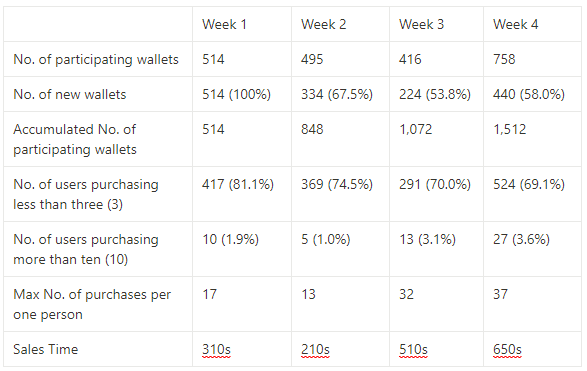 Week 1 Week 2 Week 3 Week 4
No. of participating wallets 514 495 416 758
No. of new wallets 514 (100%) 334 (67.5%) 224 (53.8%) 440 (58.0%)
Accumulated No. of 514 848 1,072 1,512
participating wallets
No. of users purchasing 417 (81.1%) 369 (74.5%) 291 (70.0%) 524 (69.1%)
less than three (3)
No. of users purchasing 10 (1.9%) 5 (1.0%) 13 (3.1%) 27 (3.6%)
more than ten (10)
Max No. of purchases per 17 13 32 37
one person
Sales Time 310s 210s 510s 650s